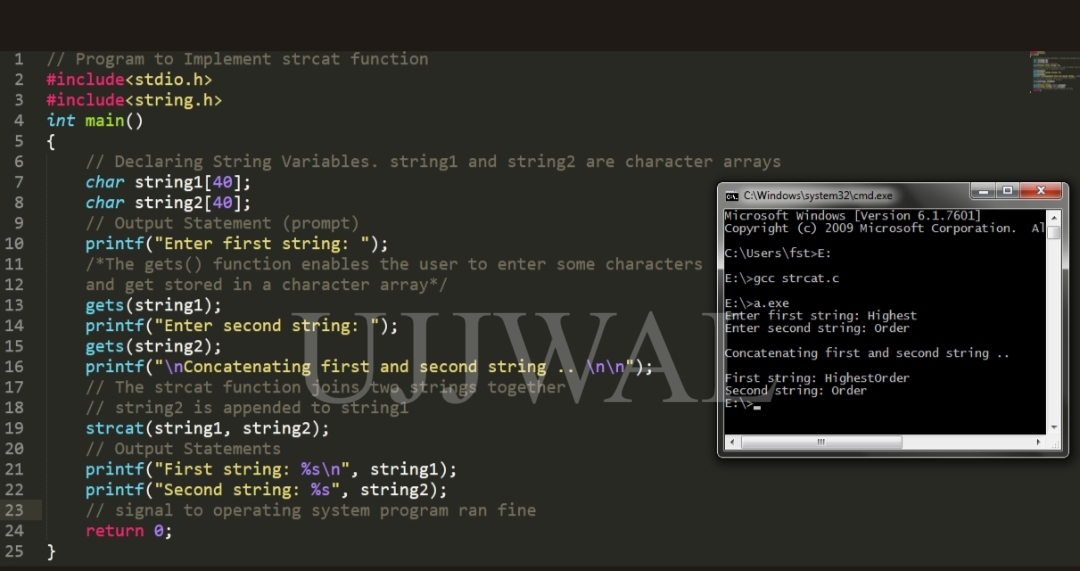 1 // Program to Implement strcat function
2 #include<stdio.h>
3 #include<string.h>
4 int main()
5 {
6 // Declaring String Variables. string1 and string2 are character arrays
7 char string1[40];
8 char string2[40];
9 // Output Statement (prompt)
10 printf("Enter first string: ");
11 /*The gets() function enables the user to enter some characters
12 and get stored in a character array*/
13 gets(string1);
14 printf("Enter second string: ");
15 gets(string2);
16 printf("\nConcatenating first and second string .. \n\n");
17 // The strcat function joins two strings together
18 // string2 is appended to string1
19 strcat(string1, string2);
20 // Output Statements
21 printf("First string: %s\n", string1);
22 printf("Second string: %s", string2);
23 // signal to operating system program ran fine
24 return 0;
25 }
UJJWAL
C:\Windows\system32\cmd.exe
Microsoft Windows [Version 6.1.7601]
Copyright (c) 2009 Microsoft Corporation. Al
C:\Users\fst>E:
E:\>gcc strcat.c
E:\>a.exe
Enter first string: Highest
Enter second string: Order
Concatenating first and second string ..
First string: HighestOrder
Second string: Order
E:\>_